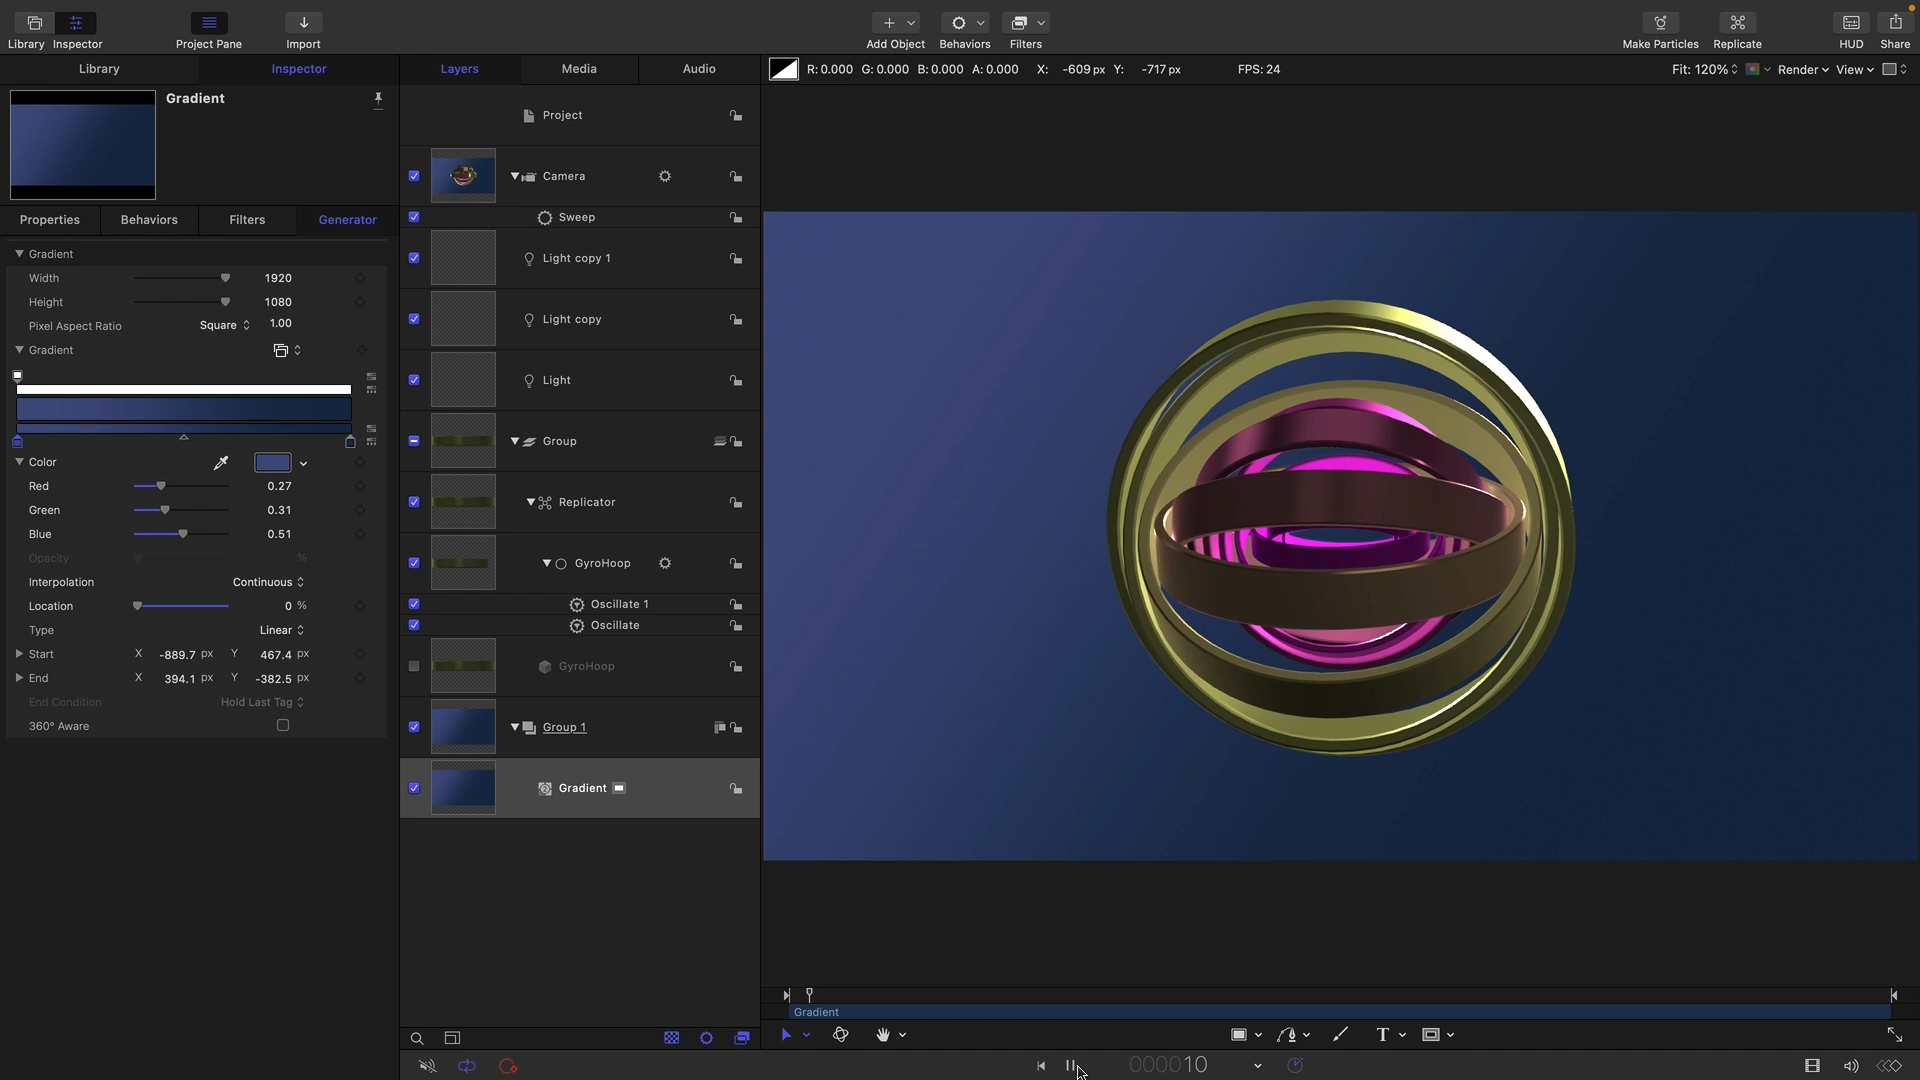 Library Inspector Project Pane Import Add Object Behaviors Filters Make Particles Replicate HUD Share
Library Inspector Layers Media Audio R: 0.000 G: 0.000 B: 0.000 A: 0.000 X: -609 px Y: -717 px FPS: 24 Fit: 120% Render View
Gradient
Properties Behaviors Filters Generator
Gradient
Width 1920
Height 1080
Pixel Aspect Ratio Square 1.00
Gradient
Color
Red 0.27
Green 0.31
Blue 0.51
Opacity %
Interpolation Continuous
Location 0 %
Type Linear
Start X -889.7 px Y 467.4 px
End X 394.1 px Y -382.5 px
End Condition Hold Last Tag
360° Aware
Project
Camera
Sweep
Light copy 1
Light copy
Light
Group
Replicator
GyroHoop
Oscillate 1
Oscillate
GyroHoop
Group 1
Gradient
Gradient
T
000010